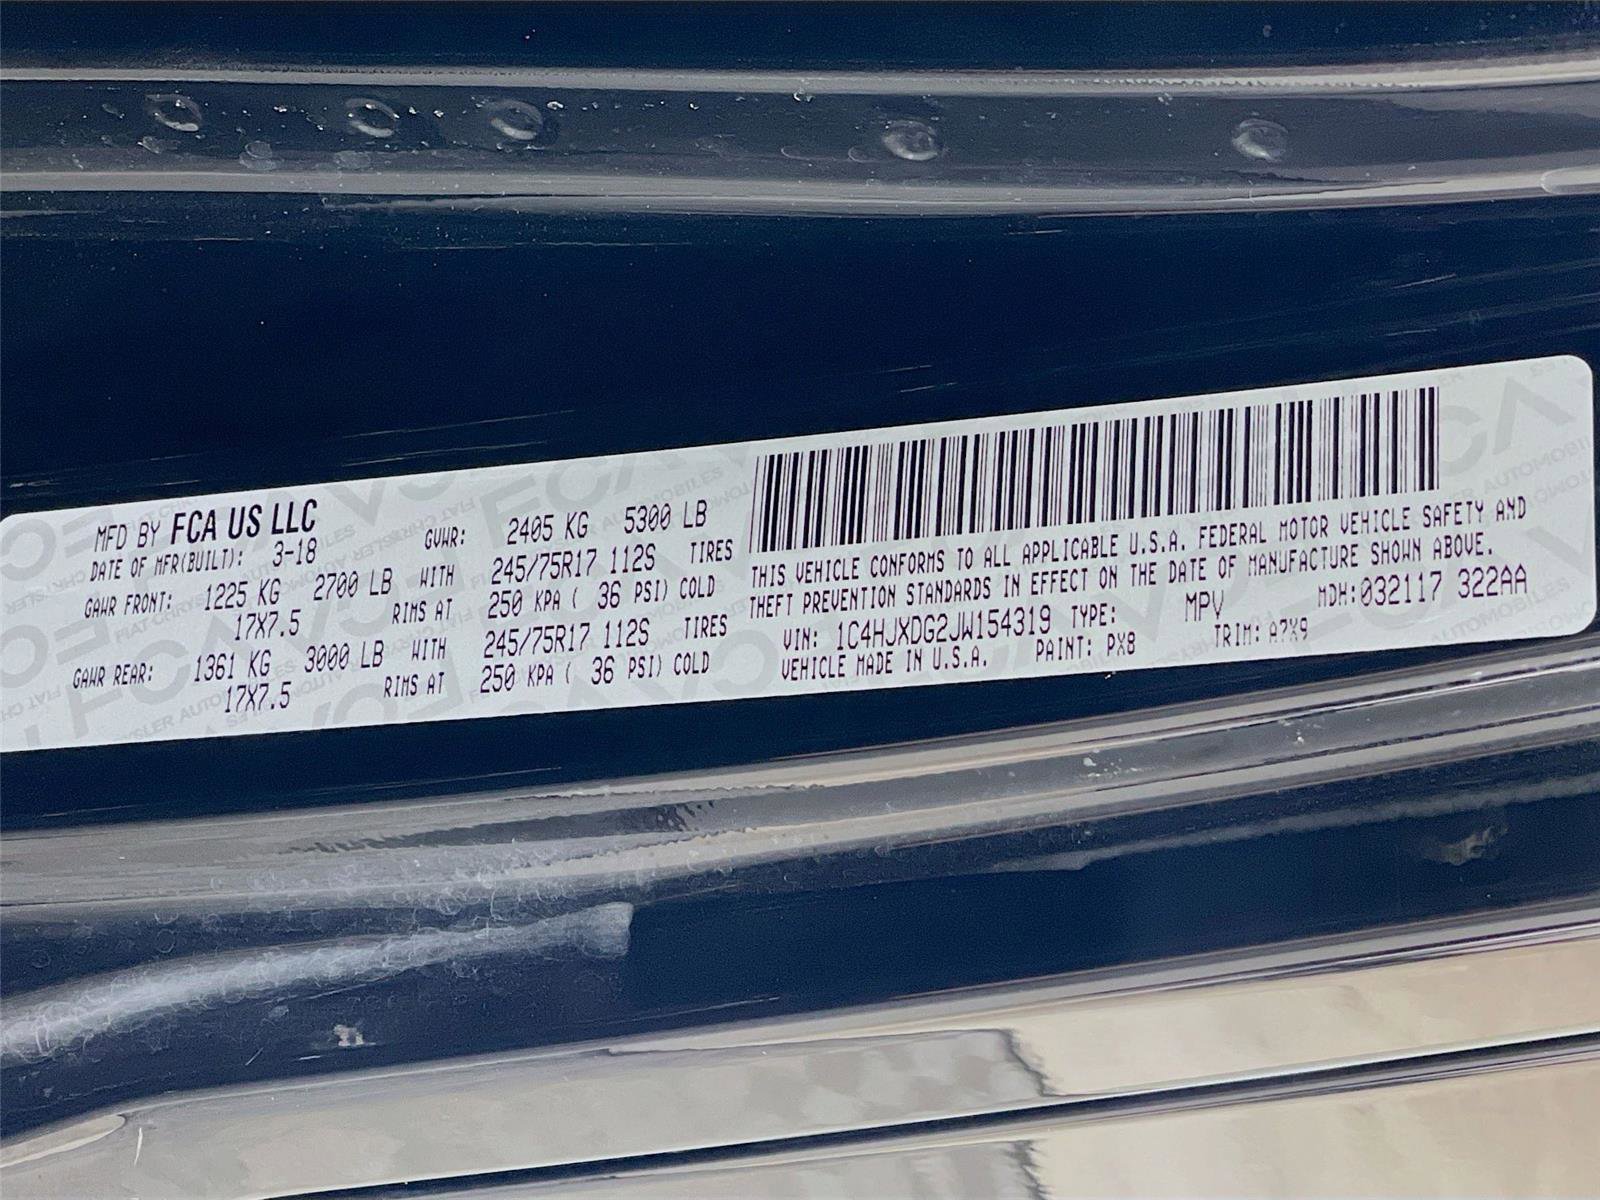 MFD BY FCA US LLC
DATE OF MFR(BUILT): 3-18
GVWR: 2405 KG 5300 LB
GAWR FRONT: 1225 KG 2700 LB WITH 245/75R17 112S TIRES
17X7.5 RIMS AT 250 KPA ( 36 PSI) COLD
GAWR REAR: 1361 KG 3000 LB WITH 245/75R17 112S TIRES
17X7.5 RIMS AT 250 KPA ( 36 PSI) COLD
THIS VEHICLE CONFORMS TO ALL APPLICABLE U.S.A. FEDERAL MOTOR VEHICLE SAFETY AND
THEFT PREVENTION STANDARDS IN EFFECT ON THE DATE OF MANUFACTURE SHOWN ABOVE.
VIN: 1C4HJXDG2JW154319 TYPE: MPV MDH:032117 322AA
VEHICLE MADE IN U.S.A. PAINT: PX8 TRIM: A7X9